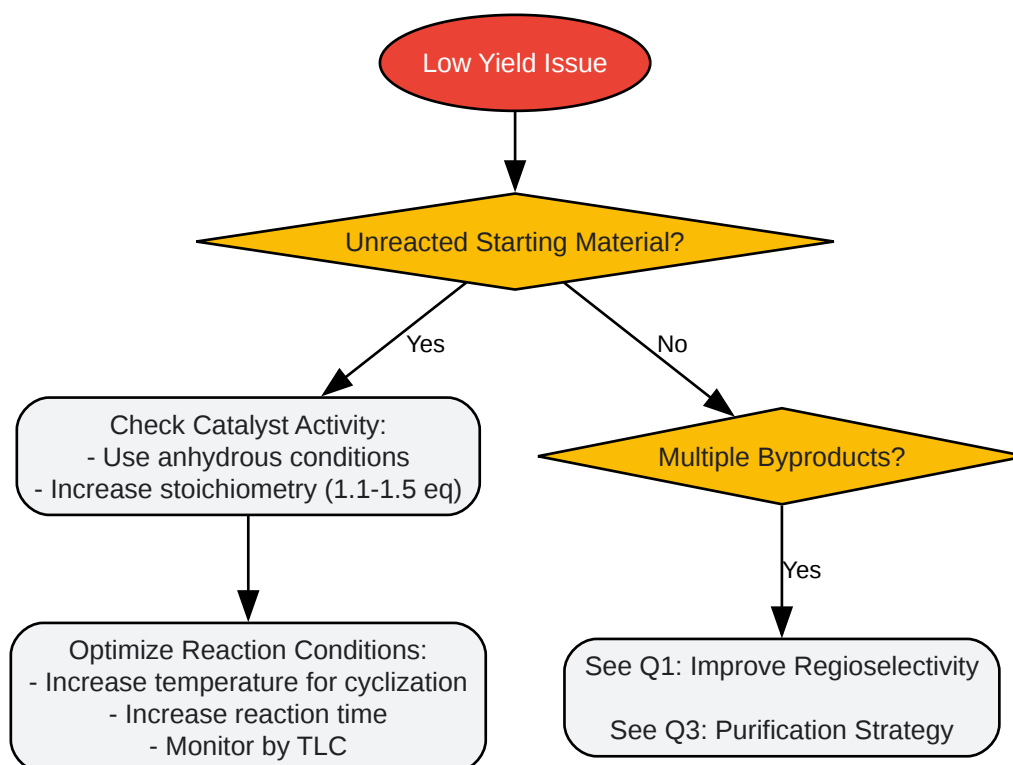 Low Yield Issue
Unreacted Starting Material?
Yes
No
Check Catalyst Activity:
- Use anhydrous conditions
- Increase stoichiometry (1.1-1.5 eq)
Multiple Byproducts?
Yes
Optimize Reaction Conditions:
- Increase temperature for cyclization
- Increase reaction time
- Monitor by TLC
See Q1: Improve Regioselectivity
See Q3: Purification Strategy